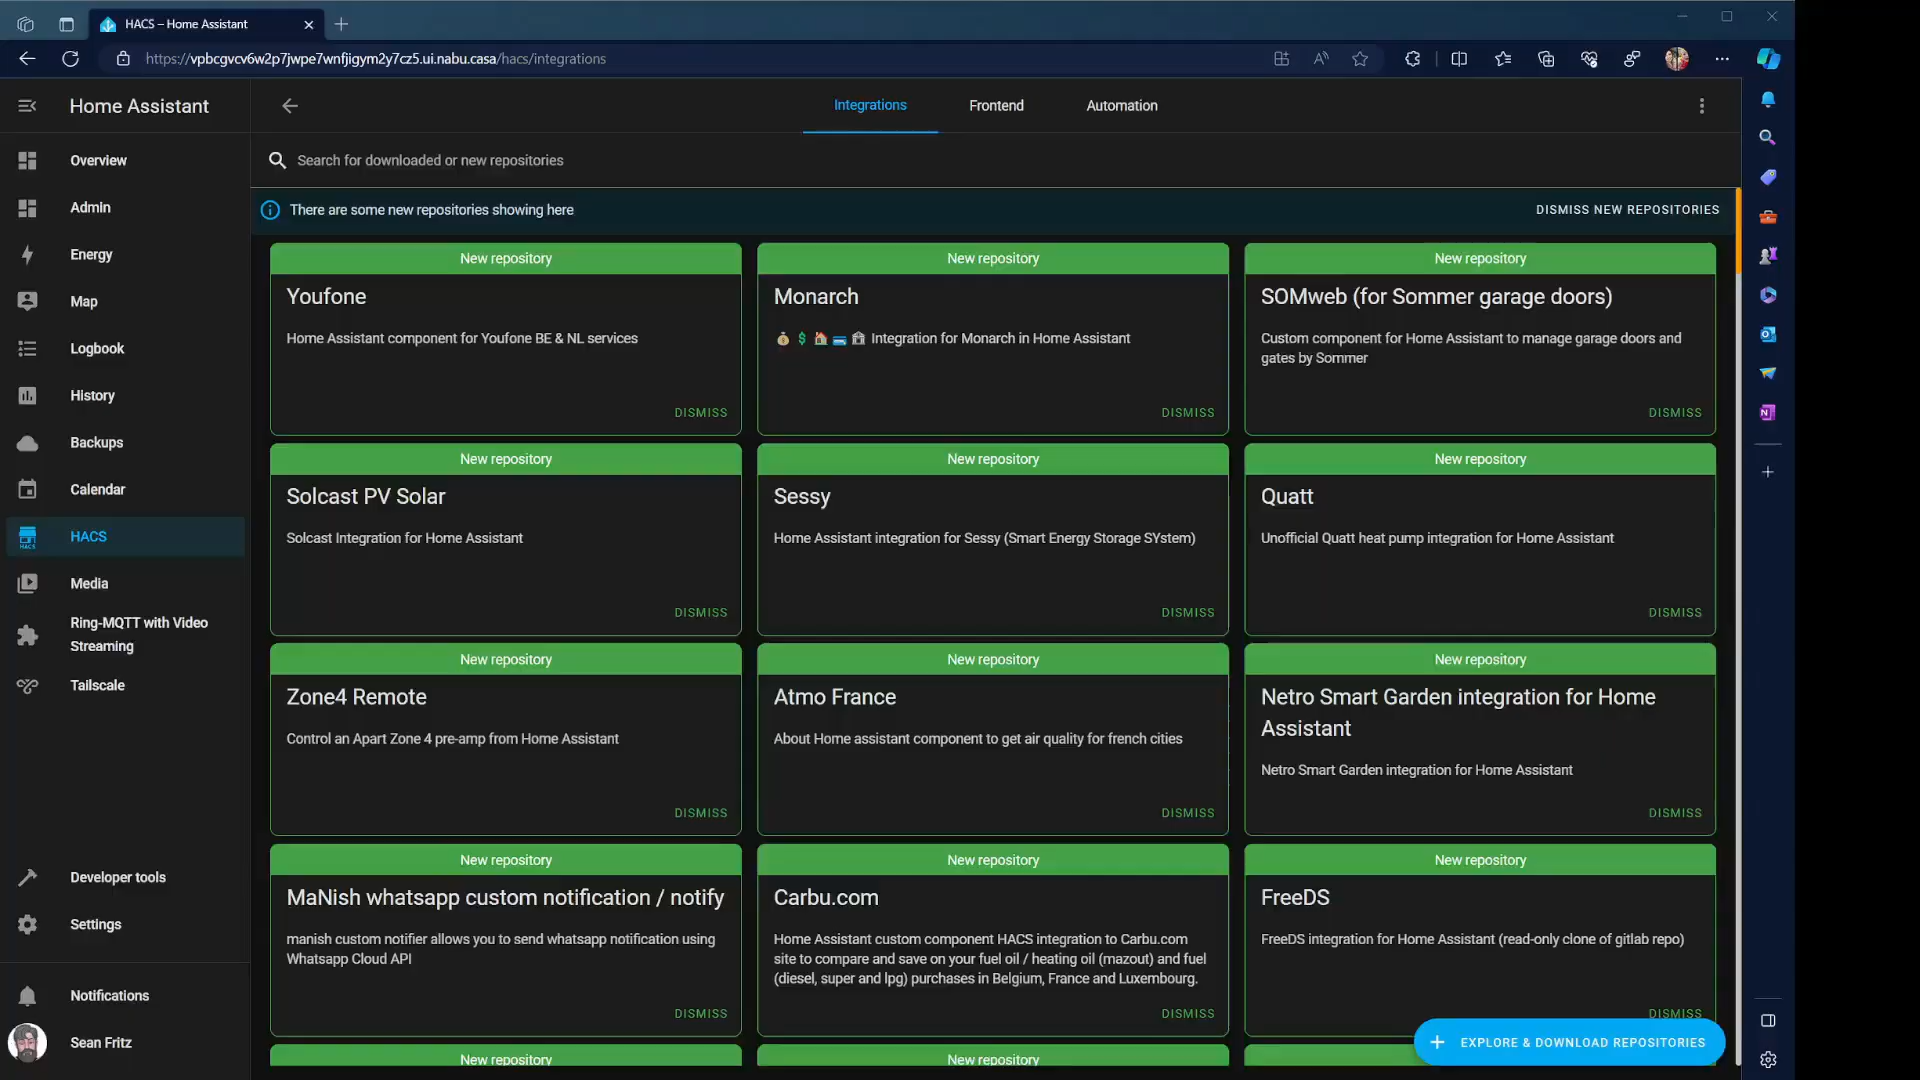 HACS – Home Assistant
https://vpbcgvcv6w2p7jwpe7wnfjigym2y7cz5.ui.nabu.casa/hacs/integrations
Home Assistant
Integrations
Frontend
Automation
Search for downloaded or new repositories
There are some new repositories showing here
DISMISS NEW REPOSITORIES
Overview
Admin
Energy
Map
Logbook
History
Backups
Calendar
HACS
HACS
Media
Ring-MQTT with Video
Streaming
Tailscale
Developer tools
Settings
Notifications
Sean Fritz
New repository
Youfone
Home Assistant component for Youfone BE & NL services
DISMISS
New repository
Monarch
💰 💲 🏠 💳 🏦 Integration for Monarch in Home Assistant
DISMISS
New repository
SOMweb (for Sommer garage doors)
Custom component for Home Assistant to manage garage doors and
gates by Sommer
DISMISS
New repository
Solcast PV Solar
Solcast Integration for Home Assistant
DISMISS
New repository
Sessy
Home Assistant integration for Sessy (Smart Energy Storage SYstem)
DISMISS
New repository
Quatt
Unofficial Quatt heat pump integration for Home Assistant
DISMISS
New repository
Zone4 Remote
Control an Apart Zone 4 pre-amp from Home Assistant
DISMISS
New repository
Atmo France
About Home assistant component to get air quality for french cities
DISMISS
New repository
Netro Smart Garden integration for Home
Assistant
Netro Smart Garden integration for Home Assistant
DISMISS
New repository
MaNish whatsapp custom notification / notify
manish custom notifier allows you to send whatsapp notification using
Whatsapp Cloud API
DISMISS
New repository
Carbu.com
Home Assistant custom component HACS integration to Carbu.com
site to compare and save on your fuel oil / heating oil (mazout) and fuel
(diesel, super and lpg) purchases in Belgium, France and Luxembourg.
DISMISS
New repository
FreeDS
FreeDS integration for Home Assistant (read-only clone of gitlab repo)
DISMISS
New repository
New repository
EXPLORE & DOWNLOAD REPOSITORIES